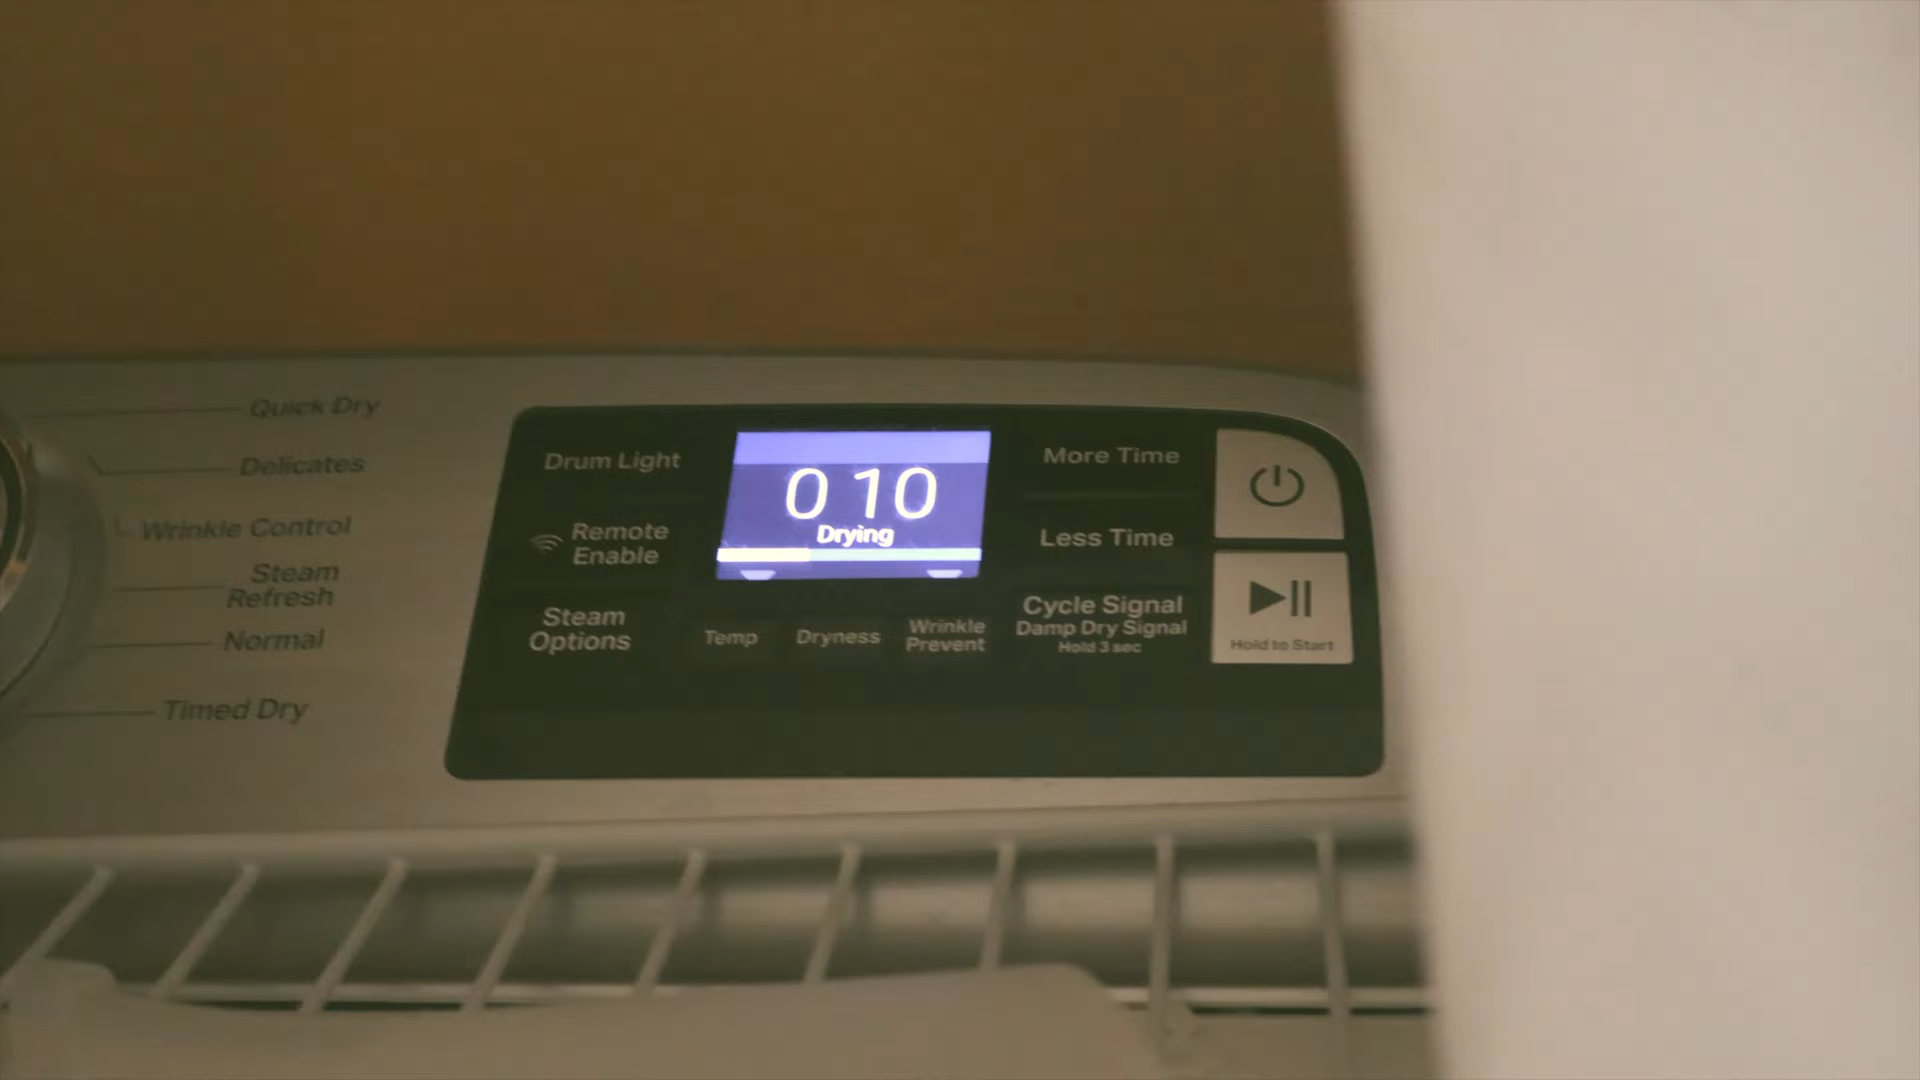 Quick Dry
Delicates
Wrinkle Control
Steam
Refresh
Normal
Timed Dry
Drum Light
Remote
Enable
Steam
Options
0 10
Drying
Temp
Dryness
Wrinkle
Prevent
More Time
Less Time
Cycle Signal
Damp Dry Signal
Hold 3 sec
Hold to Start